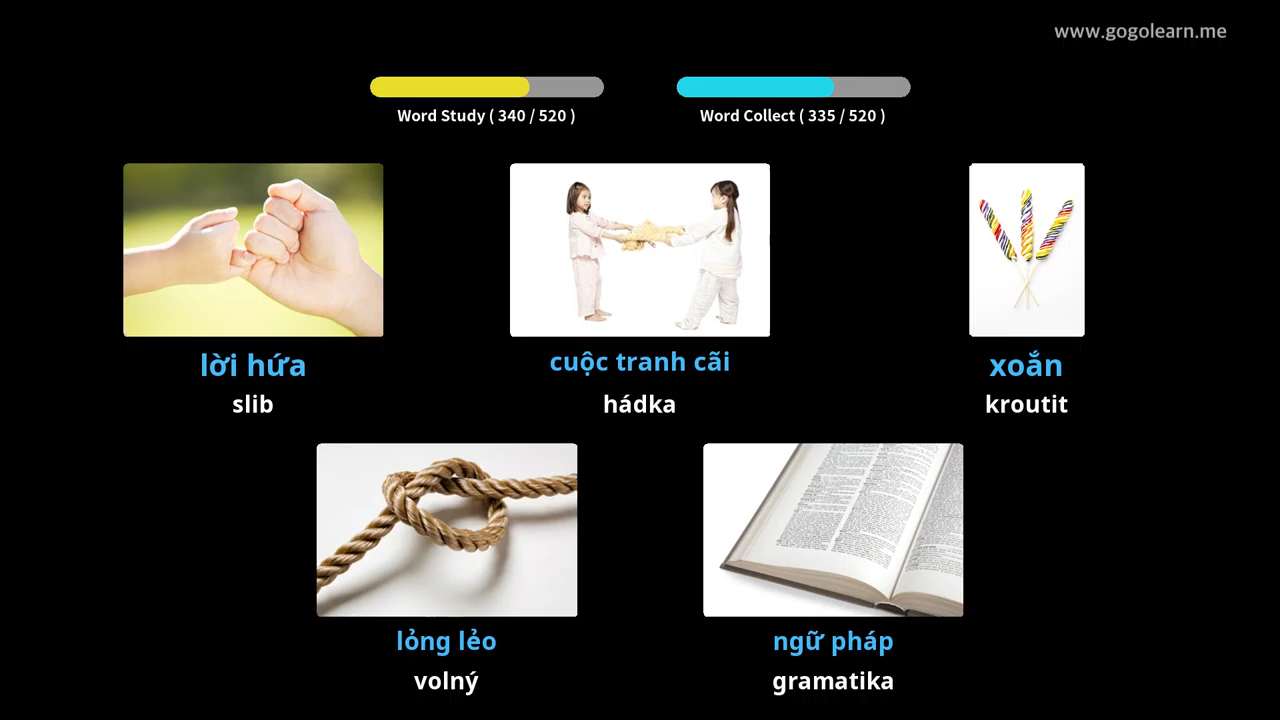 www.gogolearn.me
Word Study ( 340 / 520 )
Word Collect ( 335 / 520 )
lời hứa
slib
cuộc tranh cãi
hádka
xoắn
kroutit
lỏng lẻo
volný
ngữ pháp
gramatika